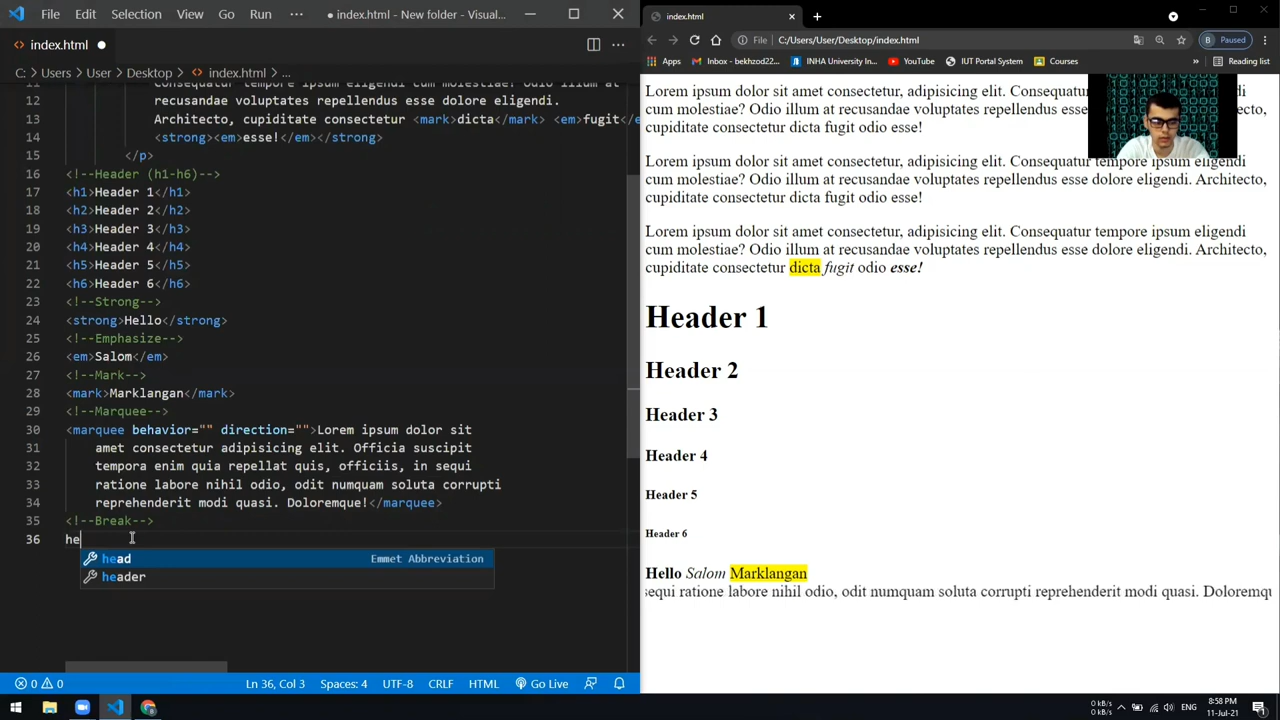 File Edit Selection View Go Run ··· ● index.html - New folder - Visual...
index.html ●
C: > Users > User > Desktop > index.html > ...
consectetur tempore ipsum eligendi cum molestiae? Odio illum at
12 recusandae voluptates repellendus esse dolore eligendi.
13 Architecto, cupiditate consectetur <mark>dicta</mark> <em>fugit</e
14 <strong><em>esse!</em></strong>
15 </p>
16 <!--Header (h1-h6)-->
17 <h1>Header 1</h1>
18 <h2>Header 2</h2>
19 <h3>Header 3</h3>
20 <h4>Header 4</h4>
21 <h5>Header 5</h5>
22 <h6>Header 6</h6>
23 <!--Strong-->
24 <strong>Hello</strong>
25 <!--Emphasize-->
26 <em>Salom</em>
27 <!--Mark-->
28 <mark>Marklangan</mark>
29 <!--Marquee-->
30 <marquee behavior="" direction="">Lorem ipsum dolor sit
31 amet consectetur adipisicing elit. Officia suscipit
32 tempora enim quia repellat quis, officiis, in sequi
33 ratione labore nihil odio, odit numquam soluta corrupti
34 reprehenderit modi quasi. Doloremque!</marquee>
35 <!--Break-->
36 he
head Emmet Abbreviation
header
0 0 Ln 36, Col 3 Spaces: 4 UTF-8 CRLF HTML Go Live
index.html
File C:/Users/User/Desktop/index.html B Paused
Apps Inbox - bekhzod22... INHA University In... YouTube IUT Portal System Courses » Reading list
Lorem ipsum dolor sit amet consectetur, adipisicing elit. Consequatur
cum molestiae? Odio illum at recusandae voluptates repellendus esse
cupiditate consectetur dicta fugit odio esse!
Lorem ipsum dolor sit amet consectetur, adipisicing elit. Consequatur tempore ipsum eligendi
cum molestiae? Odio illum at recusandae voluptates repellendus esse dolore eligendi. Architecto,
cupiditate consectetur dicta fugit odio esse!
Lorem ipsum dolor sit amet consectetur, adipisicing elit. Consequatur tempore ipsum eligendi
cum molestiae? Odio illum at recusandae voluptates repellendus esse dolore eligendi. Architecto,
cupiditate consectetur dicta fugit odio esse!
Header 1
Header 2
Header 3
Header 4
Header 5
Header 6
Hello Salom Marklangan
sequi ratione labore nihil odio, odit numquam soluta corrupti reprehenderit modi quasi. Doloremqu
0 kB/s
0 kB/s
ENG
8:58 PM
11-Jul-21